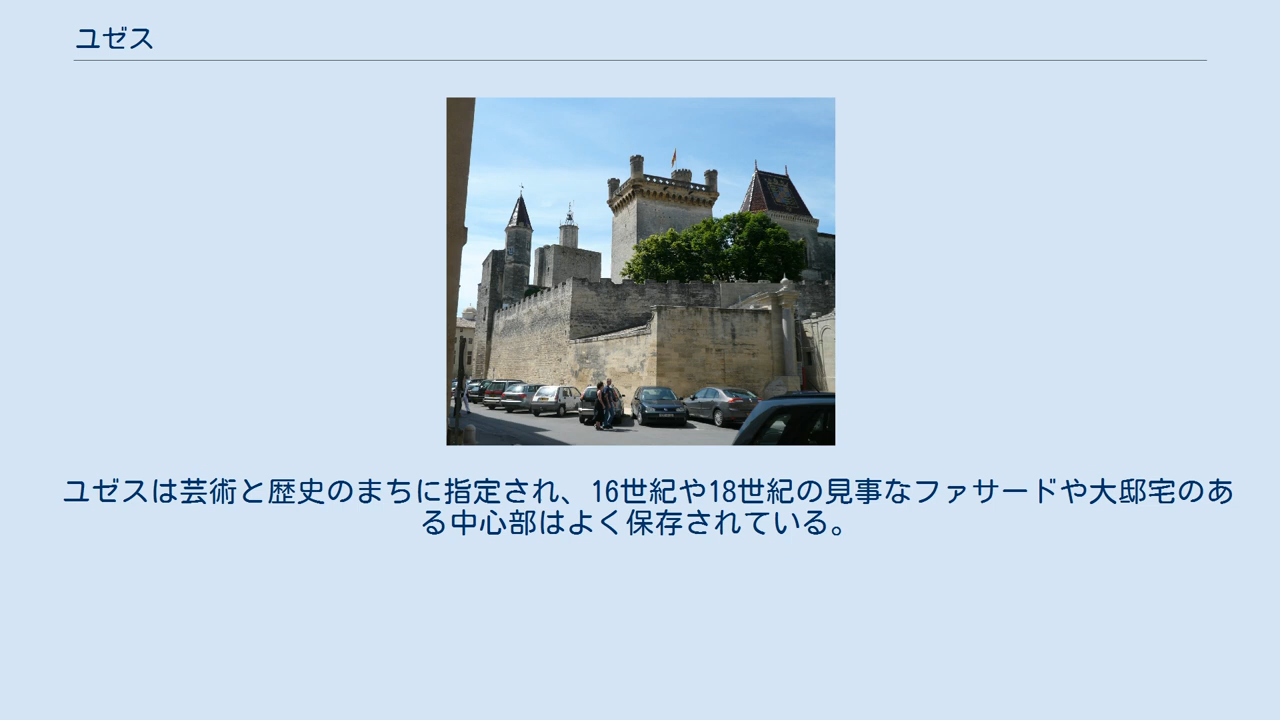 ユゼス
ユゼスは芸術と歴史のまちに指定され、16世紀や18世紀の見事なファサードや大邸宅のあ
る中心部はよく保存されている。